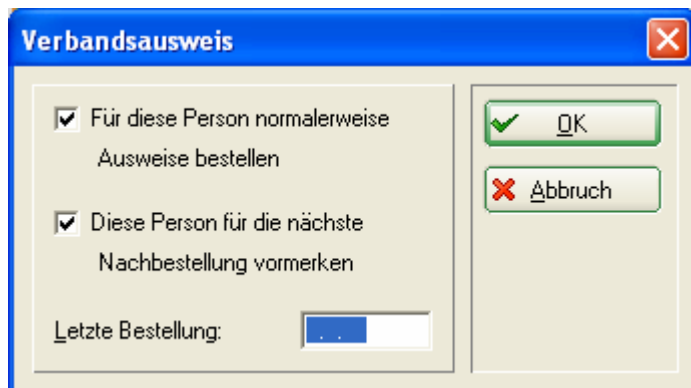 Verbandsausweis
Für diese Person normalerweise
Ausweise bestellen
Diese Person für die nächste
Nachbestellung vormerken
Letzte Bestellung: . .
OK
Abbruch